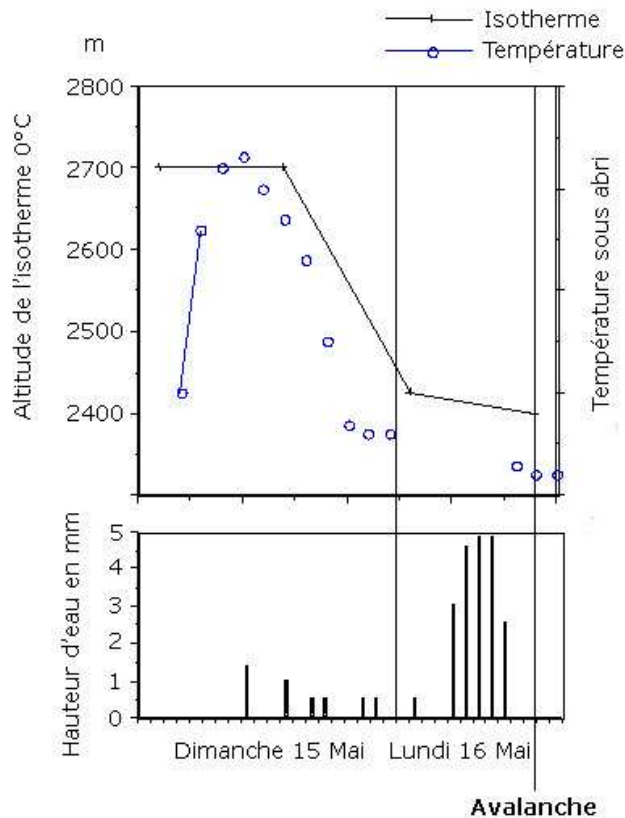 Isotherme
Température
m
Altitude de l'isotherme 0°C
2800
2700
2600
2500
2400
Température sous abri
Hauteur d'eau en mm
5
4
3
2
1
0
Dimanche 15 Mai
Lundi 16 Mai
Avalanche